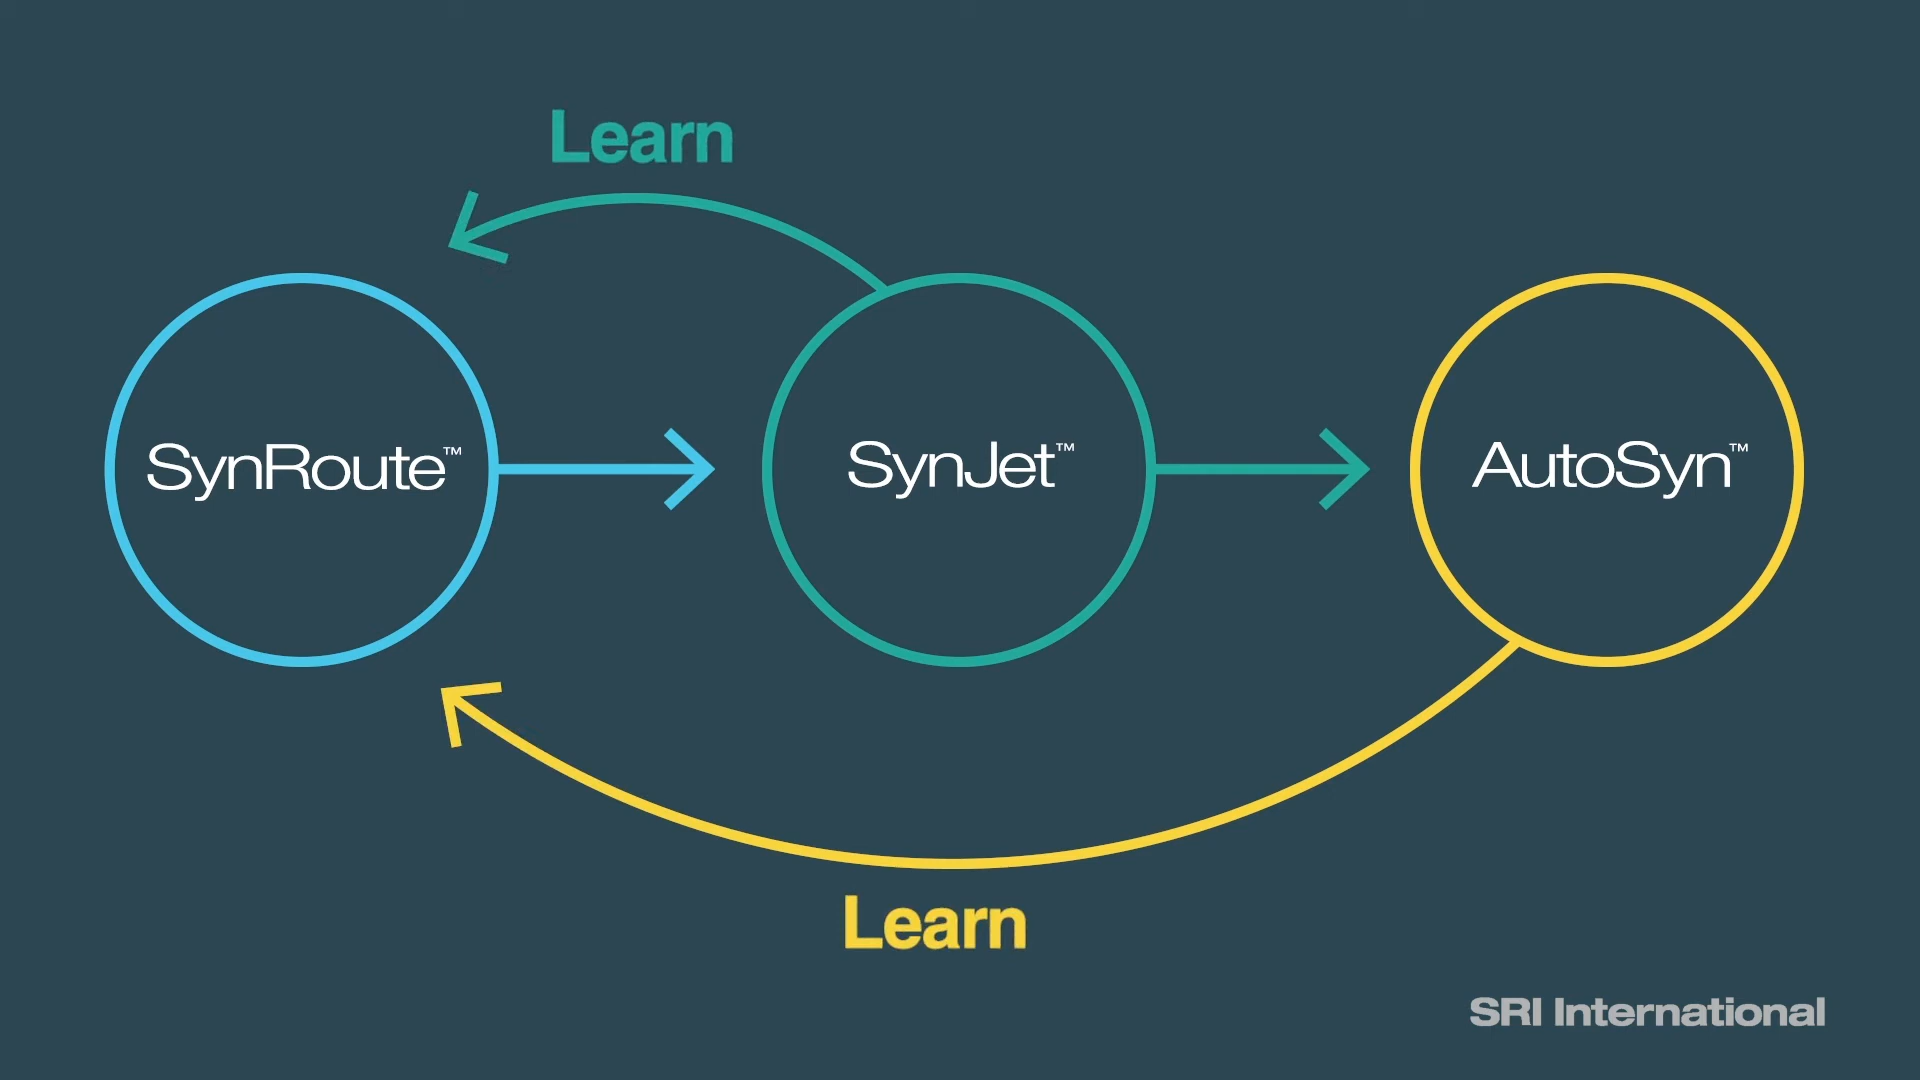 Learn
SynRoute™
SynJet™
AutoSyn™
Learn
SRI International